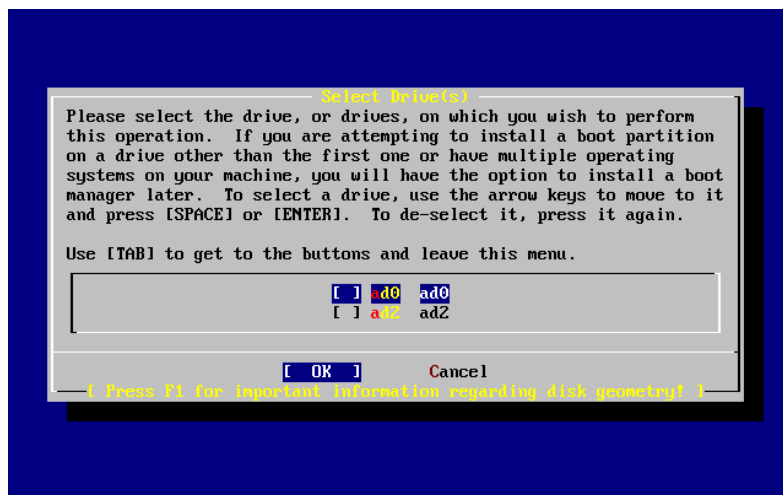 Select Drive(s)
Please select the drive, or drives, on which you wish to perform
this operation.  If you are attempting to install a boot partition
on a drive other than the first one or have multiple operating
systems on your machine, you will have the option to install a boot
manager later.  To select a drive, use the arrow keys to move to it
and press [SPACE] or [ENTER].  To de-select it, press it again.
Use [TAB] to get to the buttons and leave this menu.
[ ] ad0  ad0
[ ] ad2  ad2
[  OK  ]  Cancel
[ Press F1 for important information regarding disk geometry! ]